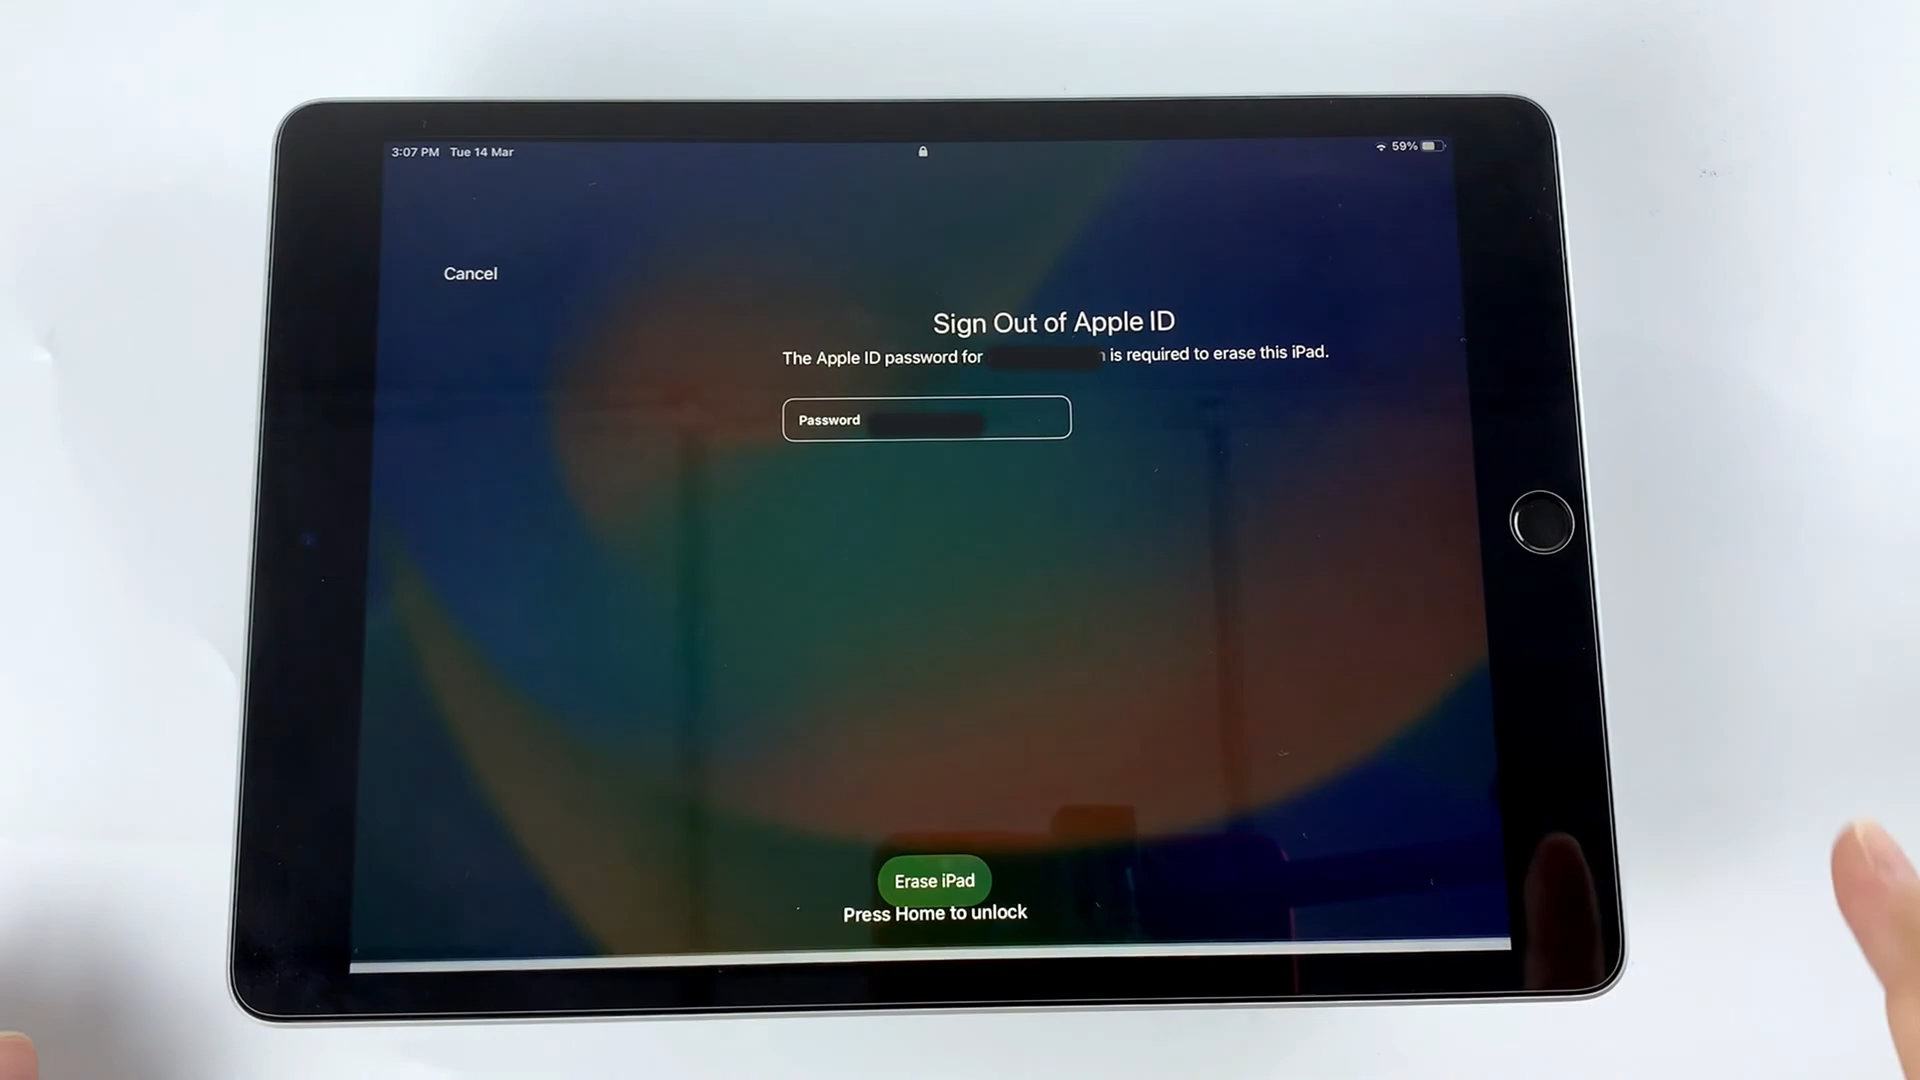 3:07 PM Tue 14 Mar
59%
Cancel
Sign Out of Apple ID
The Apple ID password for is required to erase this iPad.
Password
Erase iPad
Press Home to unlock